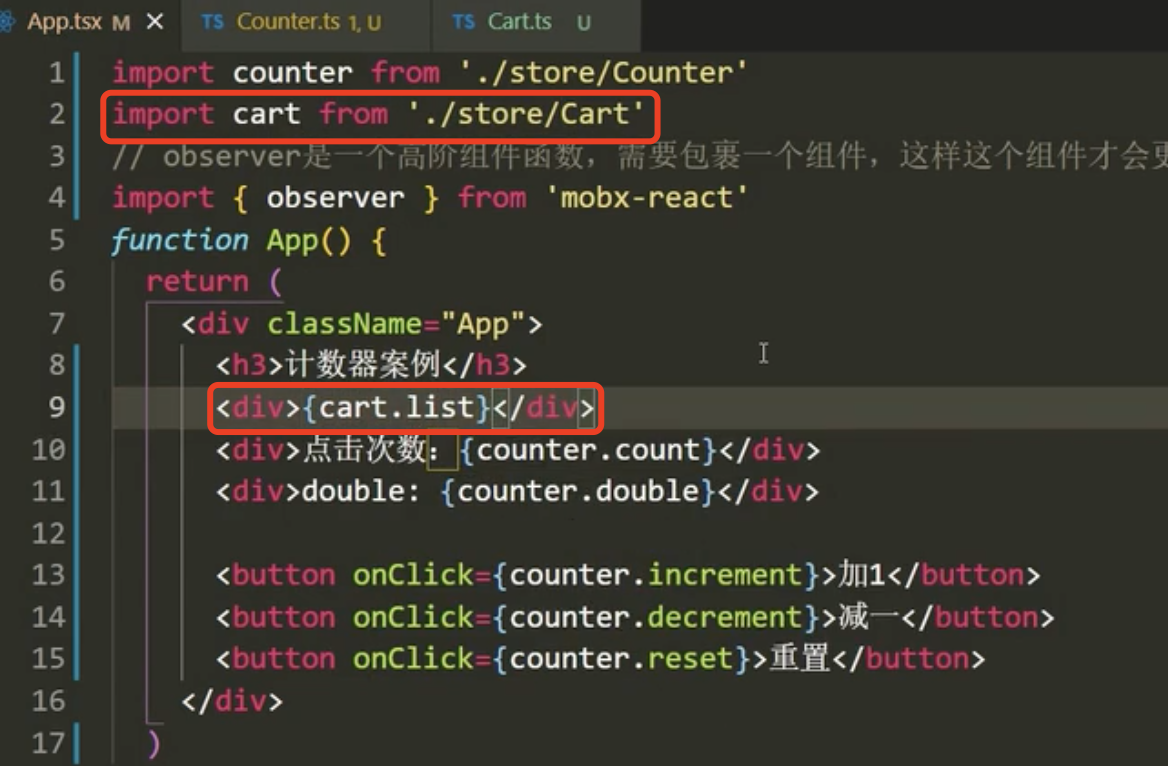 App.tsx M × TS Counter.ts 1, U TS Cart.ts U
1 import counter from './store/Counter'
2 import cart from './store/Cart'
3 // observer是一个高阶组件函数，需要包裹一个组件，这样这个组件才会更
4 import { observer } from 'mobx-react'
5 function App() {
6 return (
7 <div className="App">
8 <h3>计数器案例</h3>
9 <div>{cart.list}</div>
10 <div>点击次数：{counter.count}</div>
11 <div>double: {counter.double}</div>
12
13 <button onClick={counter.increment}>加1</button>
14 <button onClick={counter.decrement}>减一</button>
15 <button onClick={counter.reset}>重置</button>
16 </div>
17 )